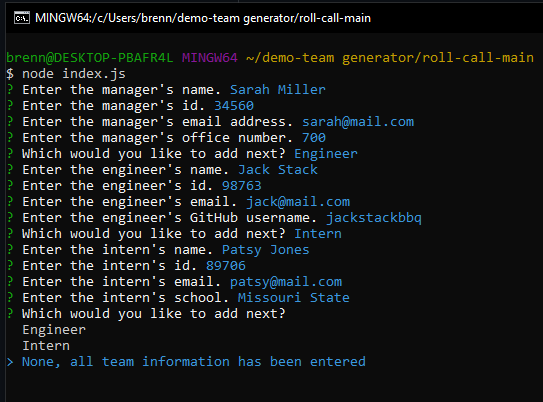 MINGW64:/c/Users/brenn/demo-team generator/roll-call-main
brenn@DESKTOP-PBAFR4L MINGW64 ~/demo-team generator/roll-call-main
$ node index.js
? Enter the manager's name. Sarah Miller
? Enter the manager's id. 34560
? Enter the manager's email address. sarah@mail.com
? Enter the manager's office number. 700
? Which would you like to add next? Engineer
? Enter the engineer's name. Jack Stack
? Enter the engineer's id. 98763
? Enter the engineer's email. jack@mail.com
? Enter the engineer's GitHub username. jackstackbbq
? Which would you like to add next? Intern
? Enter the intern's name. Patsy Jones
? Enter the intern's id. 89706
? Enter the intern's email. patsy@mail.com
? Enter the intern's school. Missouri State
? Which would you like to add next?
Engineer
Intern
> None, all team information has been entered